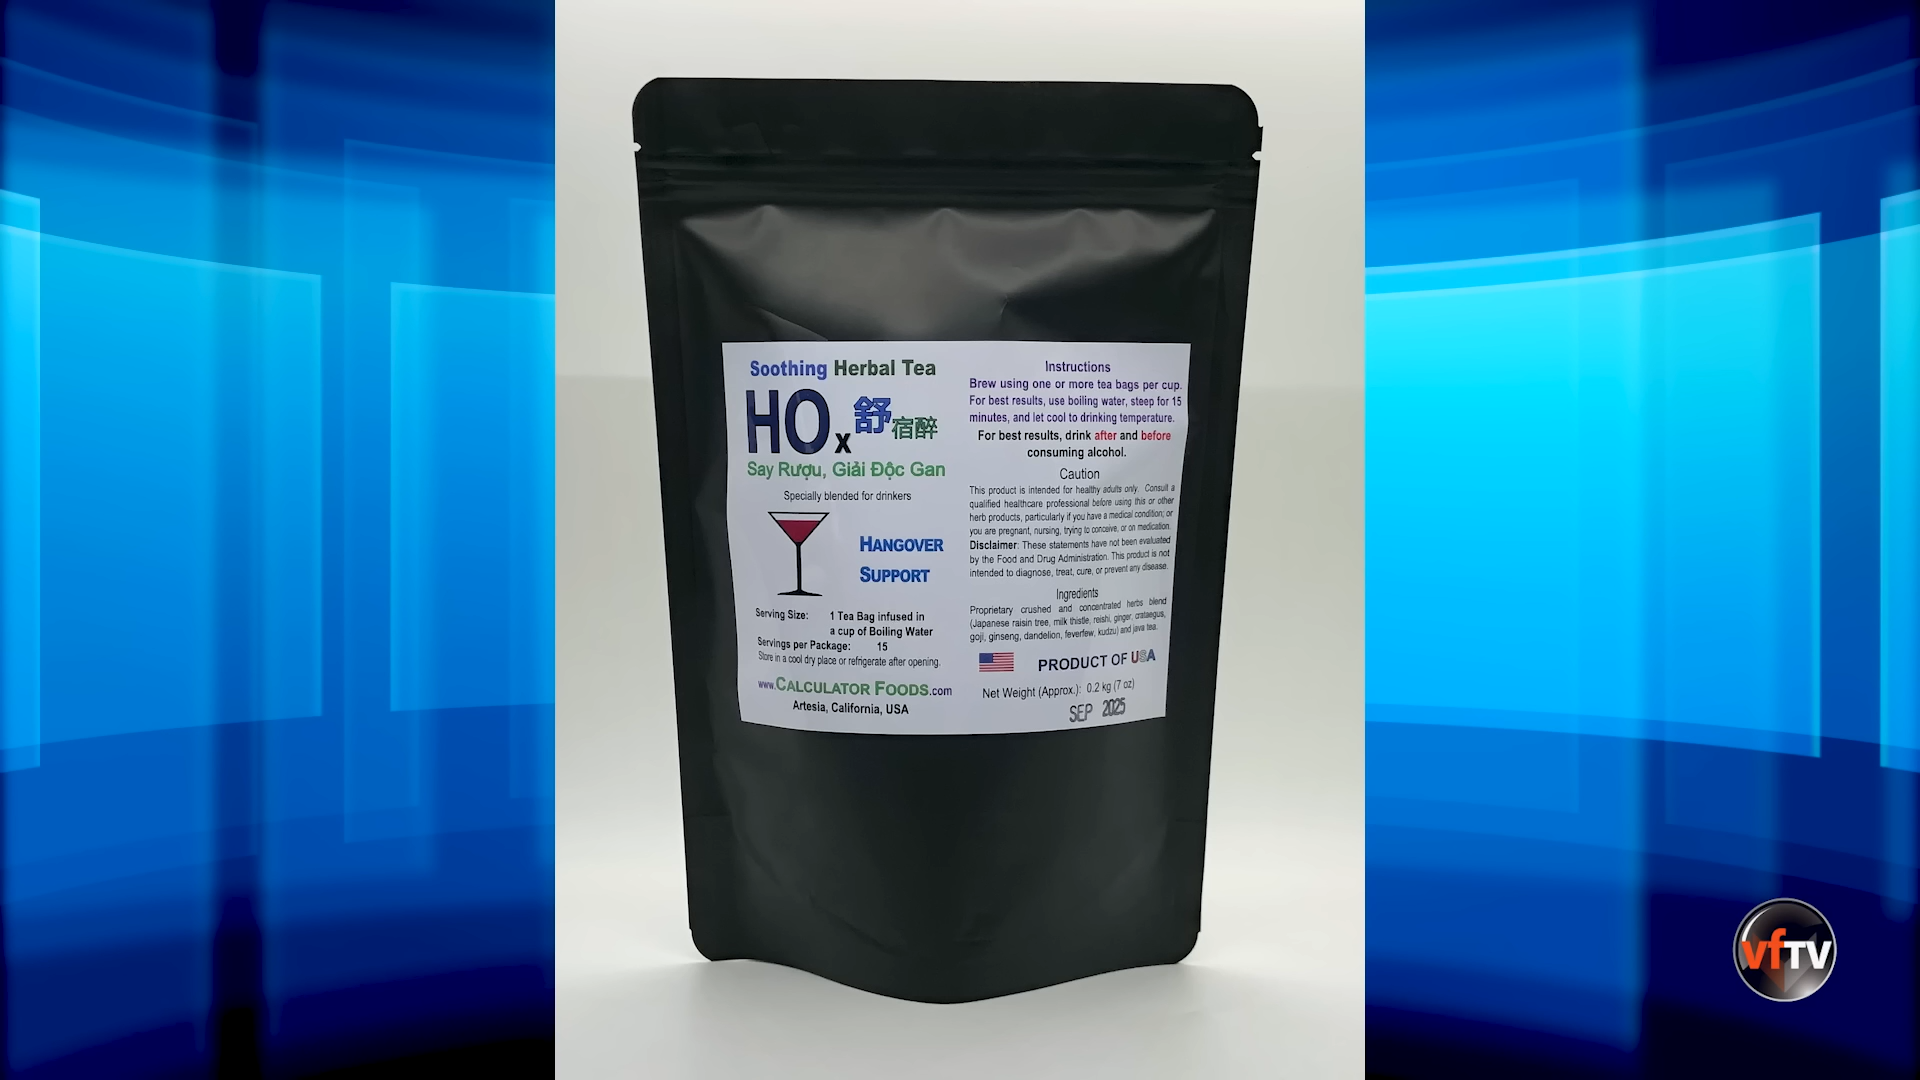 Soothing Herbal Tea
HOx 舒宿醉
Say Rượu, Giải Độc Gan
Specially blended for drinkers
HANGOVER
SUPPORT
Serving Size: 1 Tea Bag infused in
a cup of Boiling Water
Servings per Package: 15
Store in a cool dry place or refrigerate after opening.
www.CALCULATOR FOODS.com
Artesia, California, USA
Instructions
Brew using one or more tea bags per cup.
For best results, use boiling water, steep for 15
minutes, and let cool to drinking temperature.
For best results, drink after and before
consuming alcohol.
Caution
This product is intended for healthy adults only. Consult a
qualified healthcare professional before using this or other
herb products, particularly if you have a medical condition; or
you are pregnant, nursing, trying to conceive, or on medication.
Disclaimer: These statements have not been evaluated
by the Food and Drug Administration. This product is not
intended to diagnose, treat, cure, or prevent any disease.
Ingredients
Proprietary crushed and concentrated herbs blend
(Japanese raisin tree, milk thistle, reishi, ginger, crataegus,
goji, ginseng, dandelion, feverfew, kudzu) and java tea.
PRODUCT OF USA
Net Weight (Approx.): 0.2 kg (7 oz)
SEP 2025
vfTV